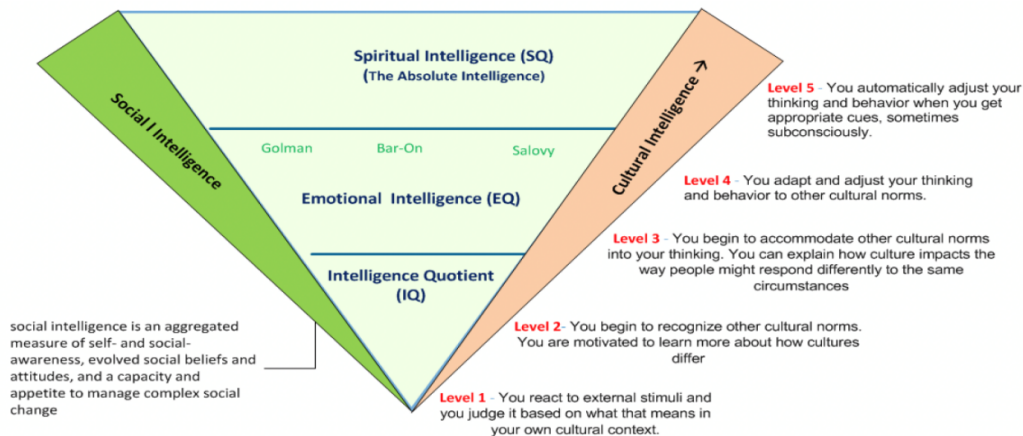 Spiritual Intelligence (SQ)
(The Absolute Intelligence)
Social l Intelligence
Cultural Intelligence →
Golman
Bar-On
Salovy
Emotional Intelligence (EQ)
Intelligence Quotient
(IQ)
Level 5 - You automatically adjust your
thinking and behavior when you get
appropriate cues, sometimes
subconsciously.
Level 4 - You adapt and adjust your thinking
and behavior to other cultural norms.
Level 3 - You begin to accommodate other cultural norms
into your thinking. You can explain how culture impacts the
way people might respond differently to the same
circumstances
Level 2- You begin to recognize other cultural norms.
You are motivated to learn more about how cultures
differ
Level 1 - You react to external stimuli and
you judge it based on what that means in
your own cultural context.
social intelligence is an aggregated
measure of self- and social-
awareness, evolved social beliefs and
attitudes, and a capacity and
appetite to manage complex social
change